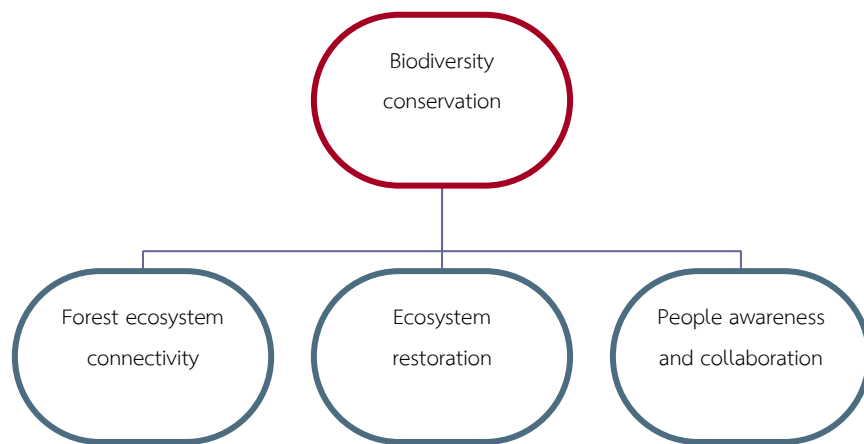 Biodiversity
conservation
Forest ecosystem
connectivity
Ecosystem
restoration
People awareness
and collaboration